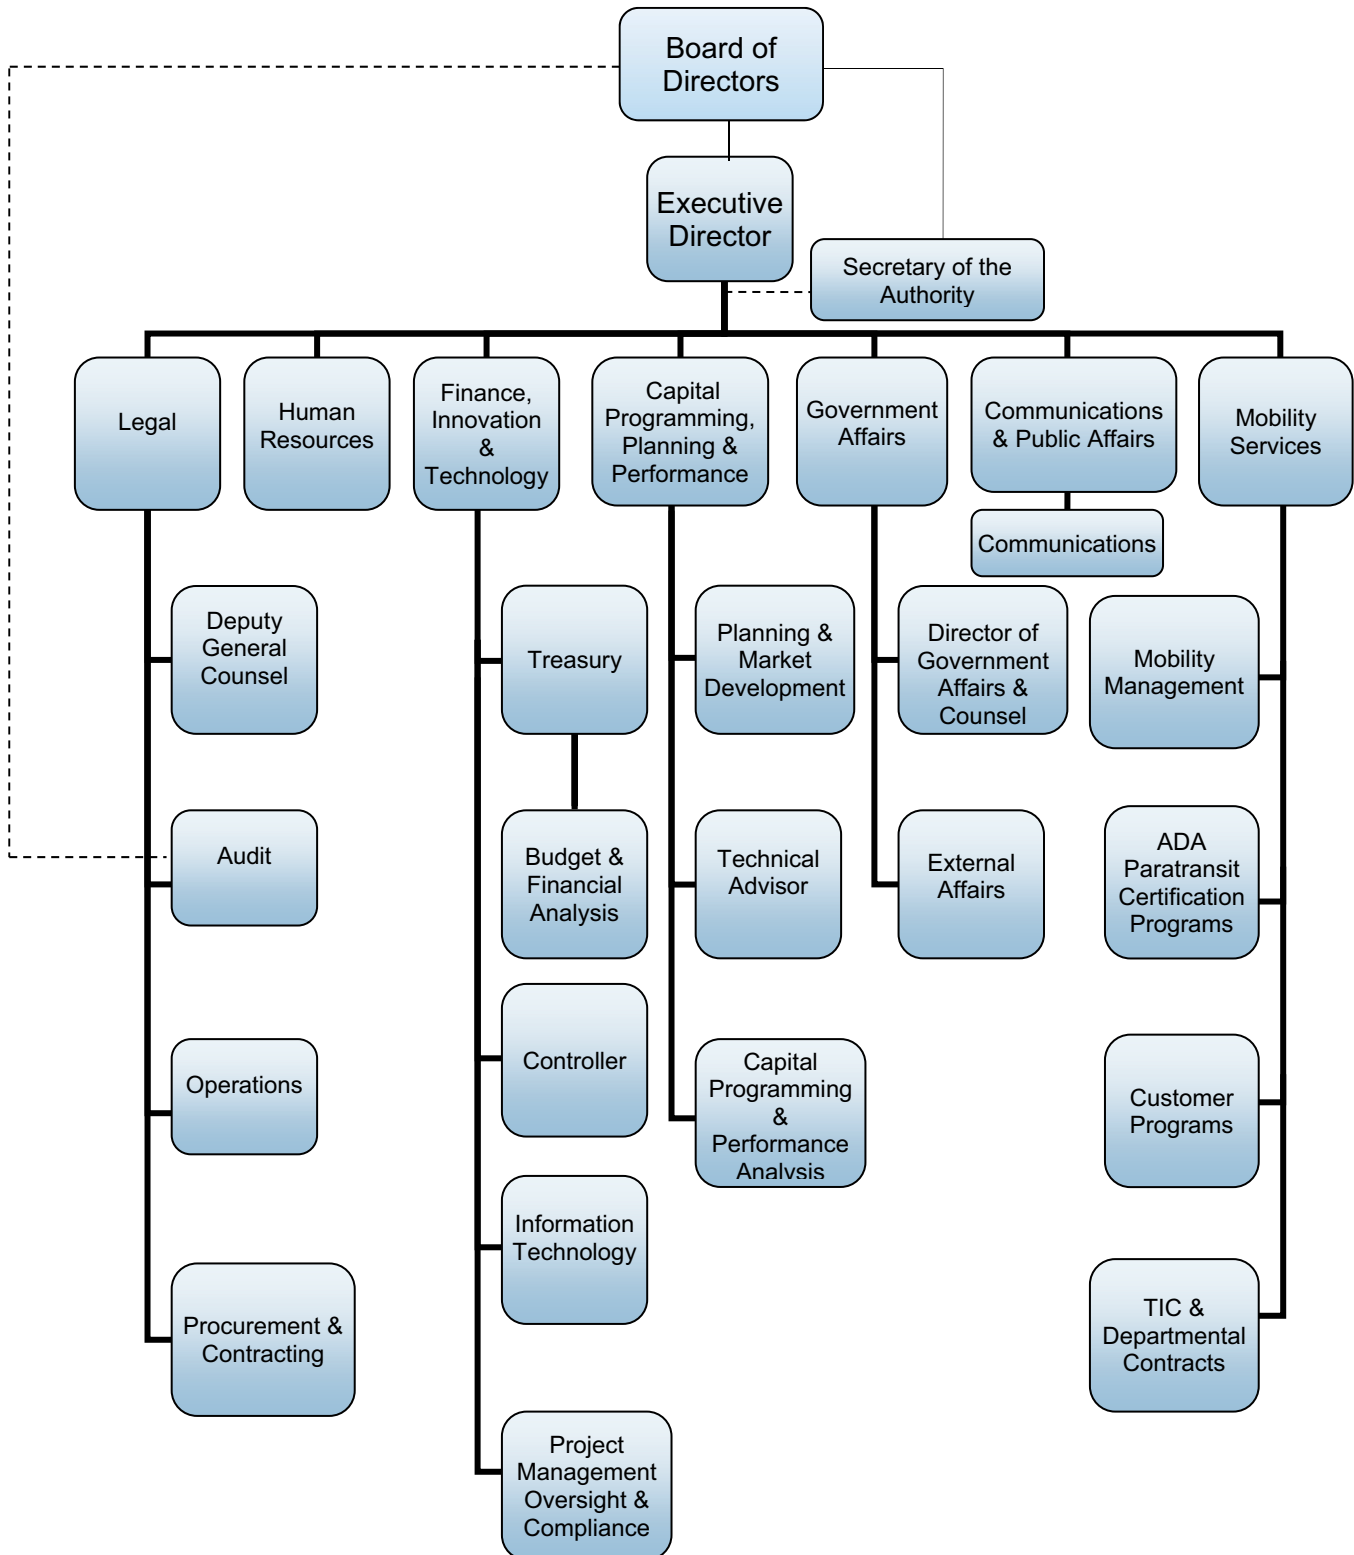 Board of
Directors
Executive
Director
Secretary of the
Authority
Legal
Human
Resources
Finance,
Innovation
&
Technology
Capital
Programming,
Planning &
Performance
Government
Affairs
Communications
& Public Affairs
Mobility
Services
Communications
Deputy
General
Counsel
Treasury
Planning &
Market
Development
Director of
Government
Affairs &
Counsel
Mobility
Management
Audit
Budget &
Financial
Analysis
Technical
Advisor
External
Affairs
ADA
Paratransit
Certification
Programs
Operations
Controller
Capital
Programming
&
Performance
Analysis
Customer
Programs
Information
Technology
Procurement &
Contracting
TIC &
Departmental
Contracts
Project
Management
Oversight &
Compliance